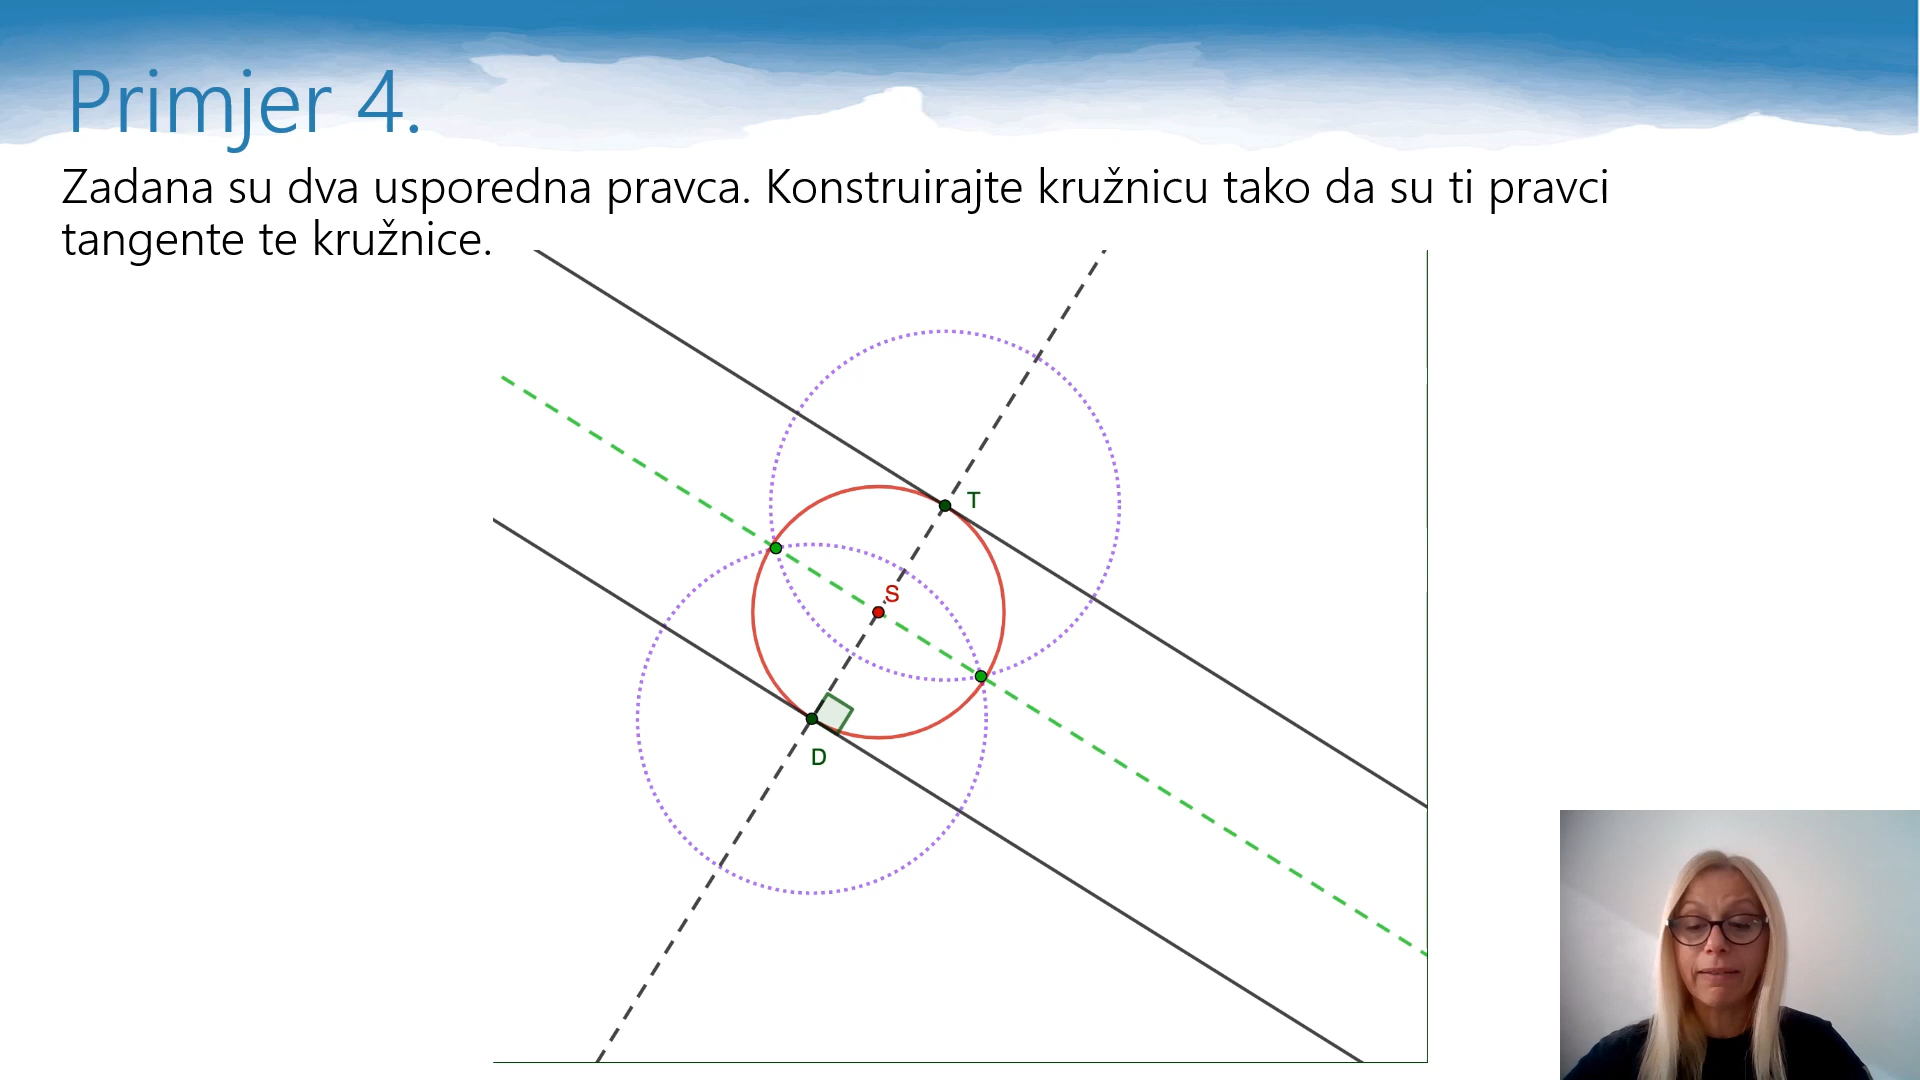 Primjer 4.
Zadana su dva usporedna pravca. Konstruirajte kružnicu tako da su ti pravci
tangente te kružnice.
T
S
D